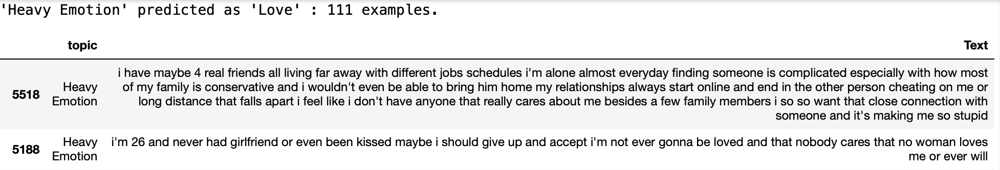 'Heavy Emotion' predicted as 'Love' : 111 examples.
topic Text
i have maybe 4 real friends all living far away with different jobs schedules i'm alone almost everyday finding someone is complicated especially with how most
Heavy of my family is conservative and i wouldn't even be able to bring him home my relationships always start online and end in the other person cheating on me or
5518
Emotion long distance that falls apart i feel like i don't have anyone that really cares about me besides a few family members i so so want that close connection with
someone and it's making me so stupid
Heavy i'm 26 and never had girlfriend or even been kissed maybe i should give up and accept i'm not ever gonna be loved and that nobody cares that no woman loves
5188
Emotion me or ever will